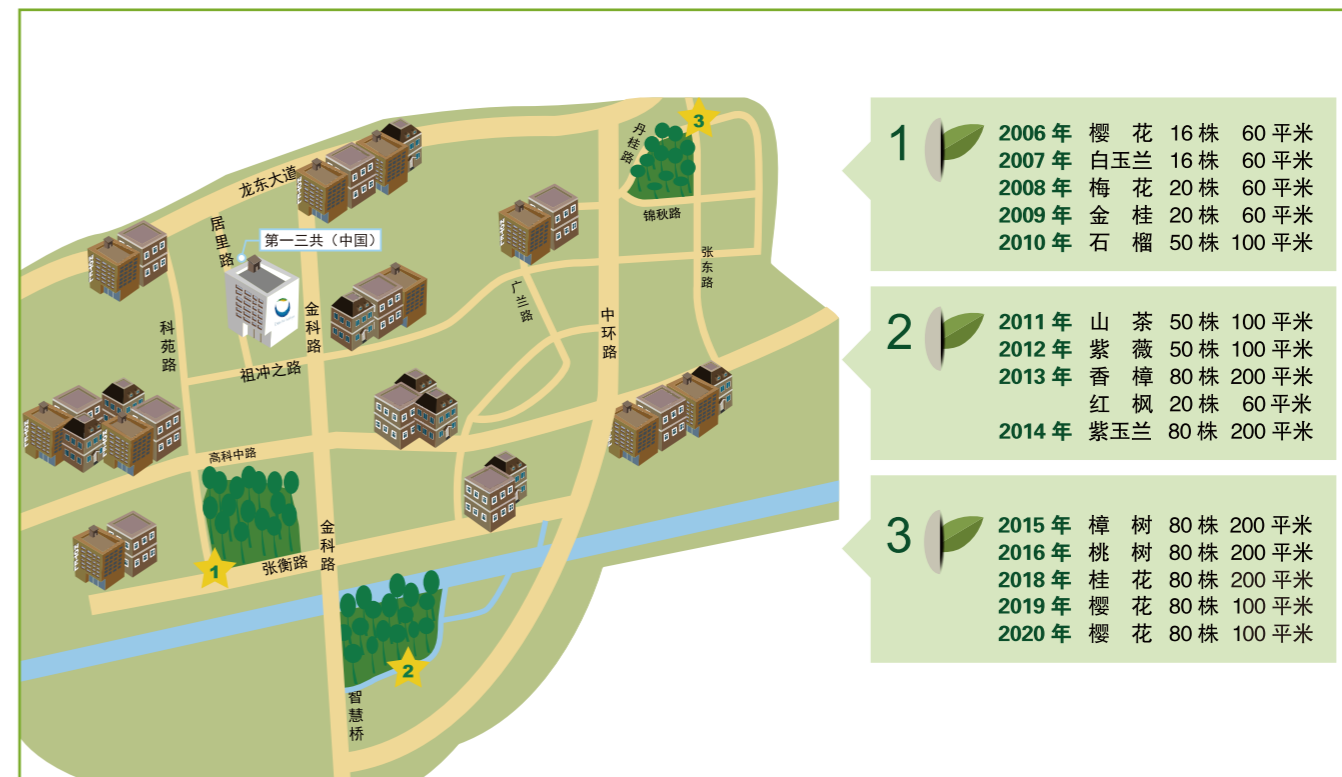 丹桂路
3
龙东大道
锦秋路
居里路
第一三共（中国）
张东路
广兰路
金科路
中环路
科苑路
祖冲之路
高科中路
金科路
张衡路
1
2
智慧桥
1
2006 年 樱 花 16 株 60 平米
2007 年 白玉兰 16 株 60 平米
2008 年 梅 花 20 株 60 平米
2009 年 金 桂 20 株 60 平米
2010 年 石 榴 50 株 100 平米
2
2011 年 山 茶 50 株 100 平米
2012 年 紫 薇 50 株 100 平米
2013 年 香 樟 80 株 200 平米
红 枫 20 株 60 平米
2014 年 紫玉兰 80 株 200 平米
3
2015 年 樟 树 80 株 200 平米
2016 年 桃 树 80 株 200 平米
2018 年 桂 花 80 株 200 平米
2019 年 樱 花 80 株 100 平米
2020 年 樱 花 80 株 100 平米